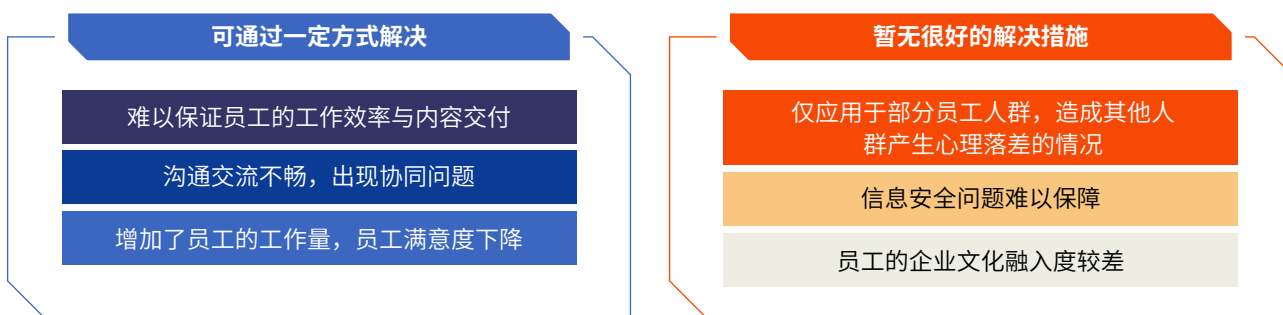 可通过一定方式解决
难以保证员工的工作效率与内容交付
沟通交流不畅，出现协同问题
增加了员工的工作量，员工满意度下降
暂无很好的解决措施
仅应用于部分员工人群，造成其他人
群产生心理落差的情况
信息安全问题难以保障
员工的企业文化融入度较差